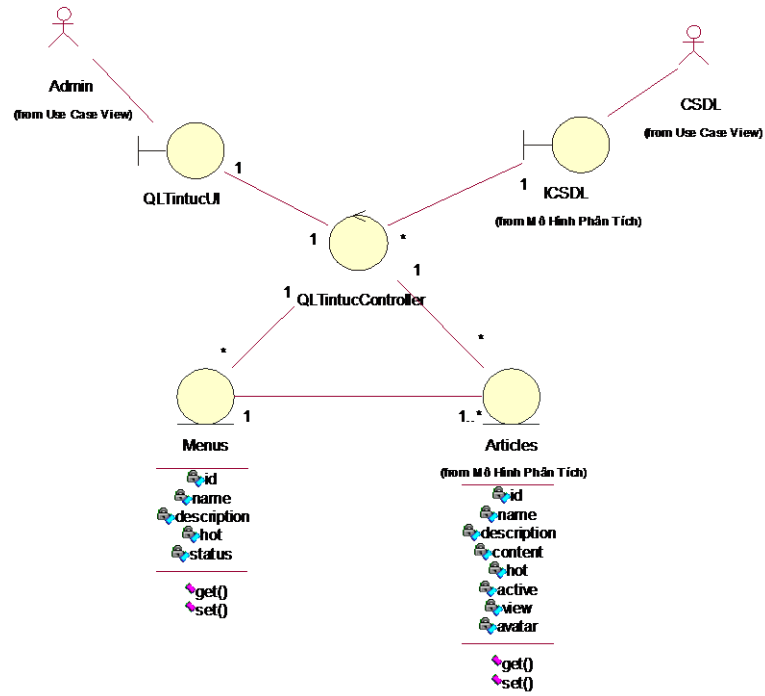 Admin
(from Use Case View)
CSDL
(from Use Case View)
QLTintucUI
1
1
ICSDL
(from Mô Hình Phân Tích)
1
*
QLTintucController
1
1
*
*
1
1..*
Menus
id
name
description
hot
status
get()
set()
Articles
(from Mô Hình Phân Tích)
id
name
description
content
hot
active
view
avatar
get()
set()